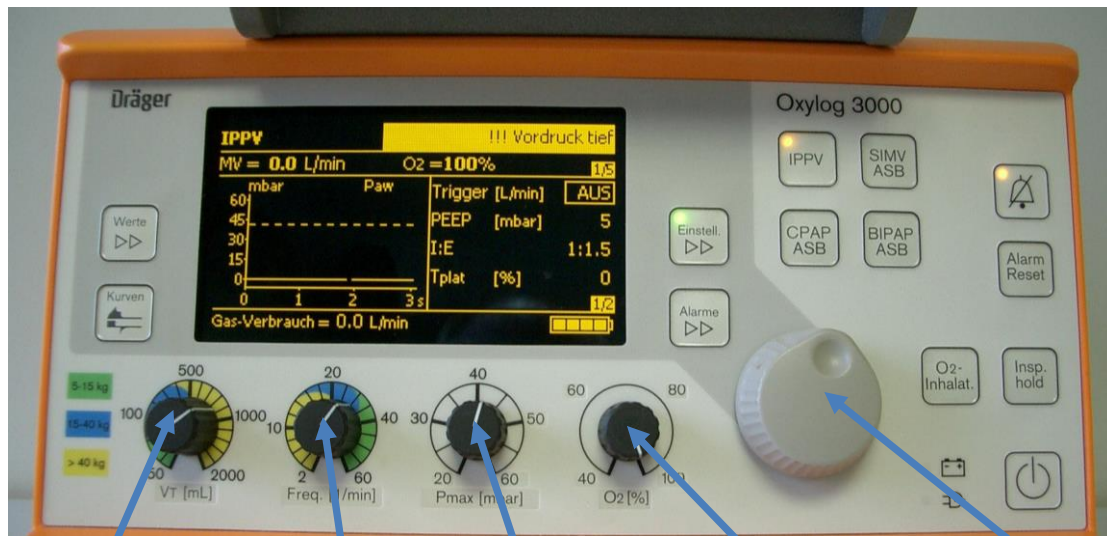 Dräger
Oxylog 3000
IPPV !!! Vordruck tief
MV = 0.0 L/min O2 =100% 1/5
mbar Paw
60
45
30
15
0
0 1 2 3 s
Trigger [L/min] AUS
PEEP [mbar] 5
I:E 1:1.5
Tplat [%] 0
1/2
Gas-Verbrauch = 0.0 L/min
Werte
Kurven
Einstell.
Alarme
IPPV
SIMV
ASB
CPAP
ASB
BIPAP
ASB
Alarm
Reset
O2-
Inhalat.
Insp.
hold
5-15 kg
15-40 kg
> 40 kg
500
100 1000
50 2000
VT [mL]
20
10 40
2 60
Freq. [1/min]
40
30 50
20 60
Pmax [mbar]
60 80
40 100
O2 [%]